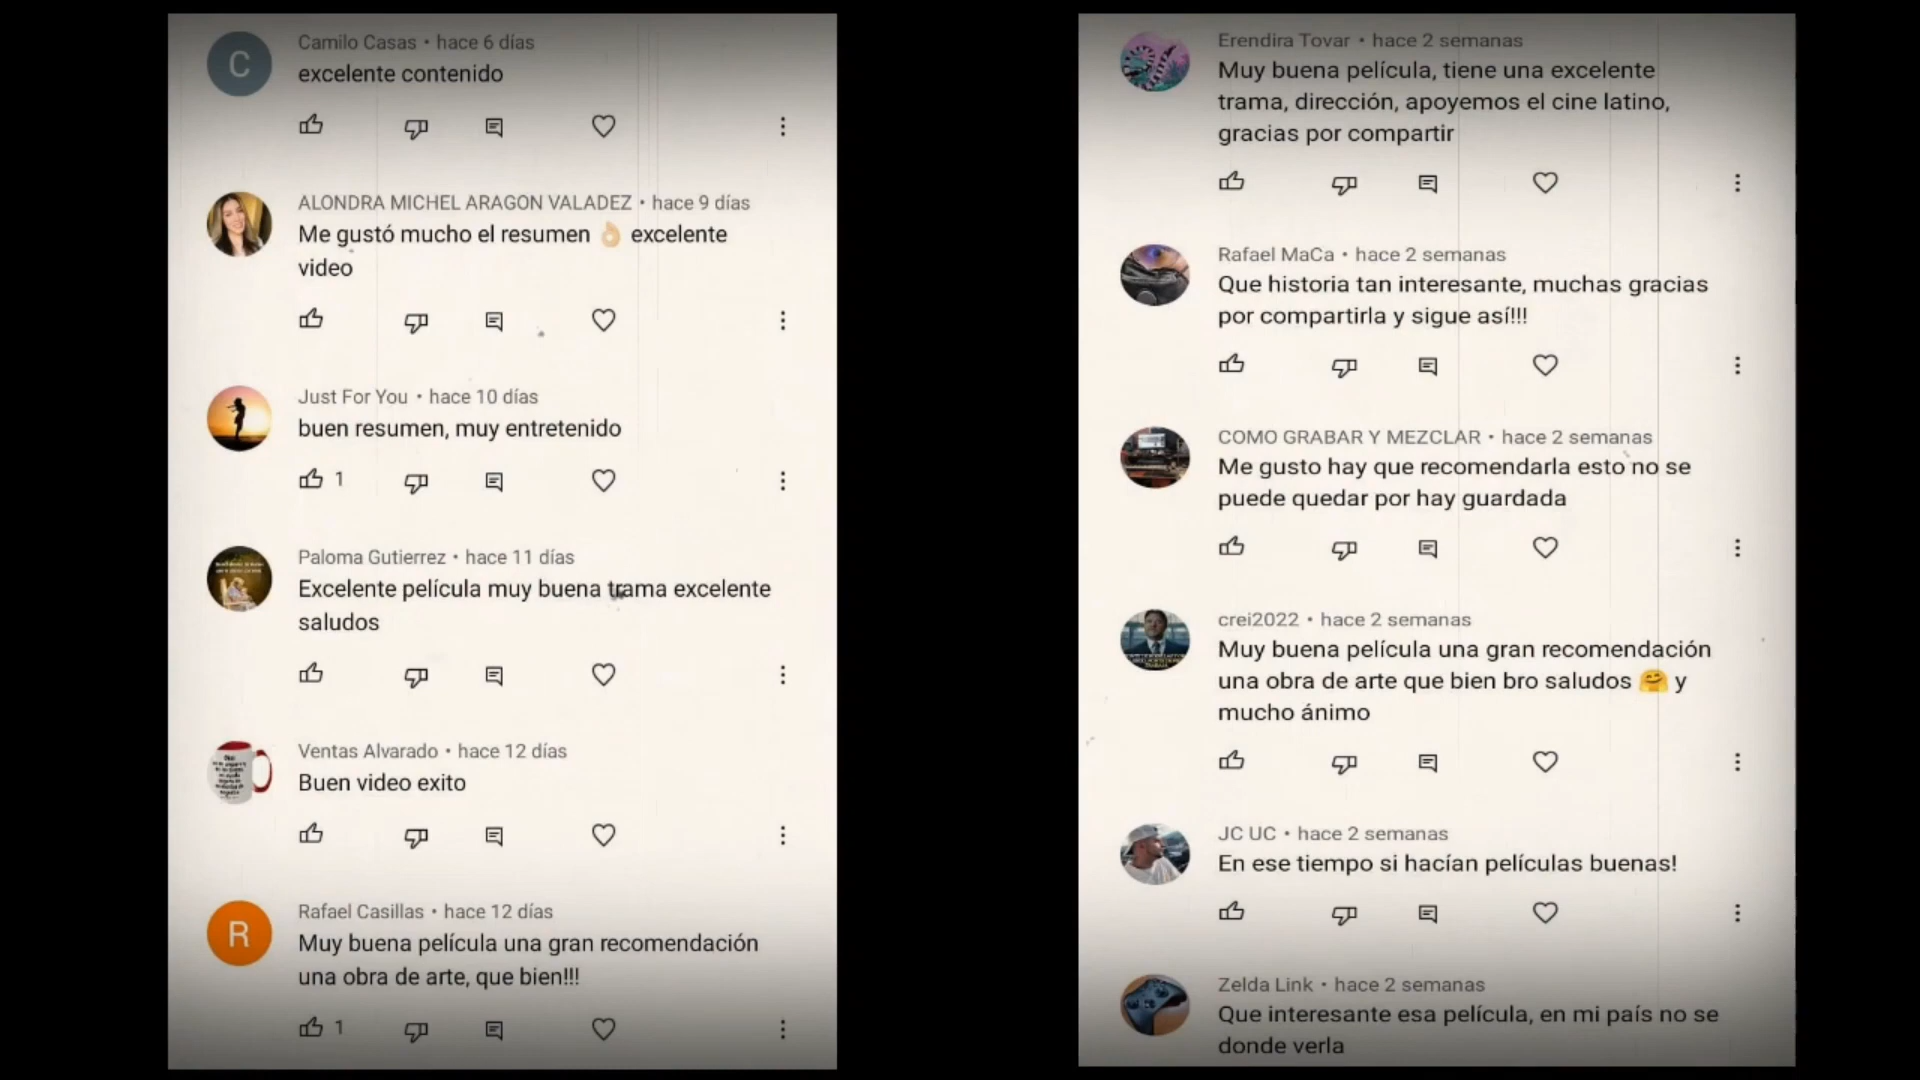 C
Camilo Casas • hace 6 días
excelente contenido
ALONDRA MICHEL ARAGON VALADEZ • hace 9 días
Me gustó mucho el resumen 👌🏼 excelente
video
Just For You • hace 10 días
buen resumen, muy entretenido
1
Paloma Gutierrez • hace 11 días
Excelente película muy buena trama excelente
saludos
Ventas Alvarado • hace 12 días
Buen video exito
R
Rafael Casillas • hace 12 días
Muy buena película una gran recomendación
una obra de arte, que bien!!!
1
Erendira Tovar • hace 2 semanas
Muy buena película, tiene una excelente
trama, dirección, apoyemos el cine latino,
gracias por compartir
Rafael MaCa • hace 2 semanas
Que historia tan interesante, muchas gracias
por compartirla y sigue así!!!
COMO GRABAR Y MEZCLAR • hace 2 semanas
Me gusto hay que recomendarla esto no se
puede quedar por hay guardada
crei2022 • hace 2 semanas
Muy buena película una gran recomendación
una obra de arte que bien bro saludos 🤗 y
mucho ánimo
JC UC • hace 2 semanas
En ese tiempo si hacían películas buenas!
Zelda Link • hace 2 semanas
Que interesante esa película, en mi país no se
donde verla